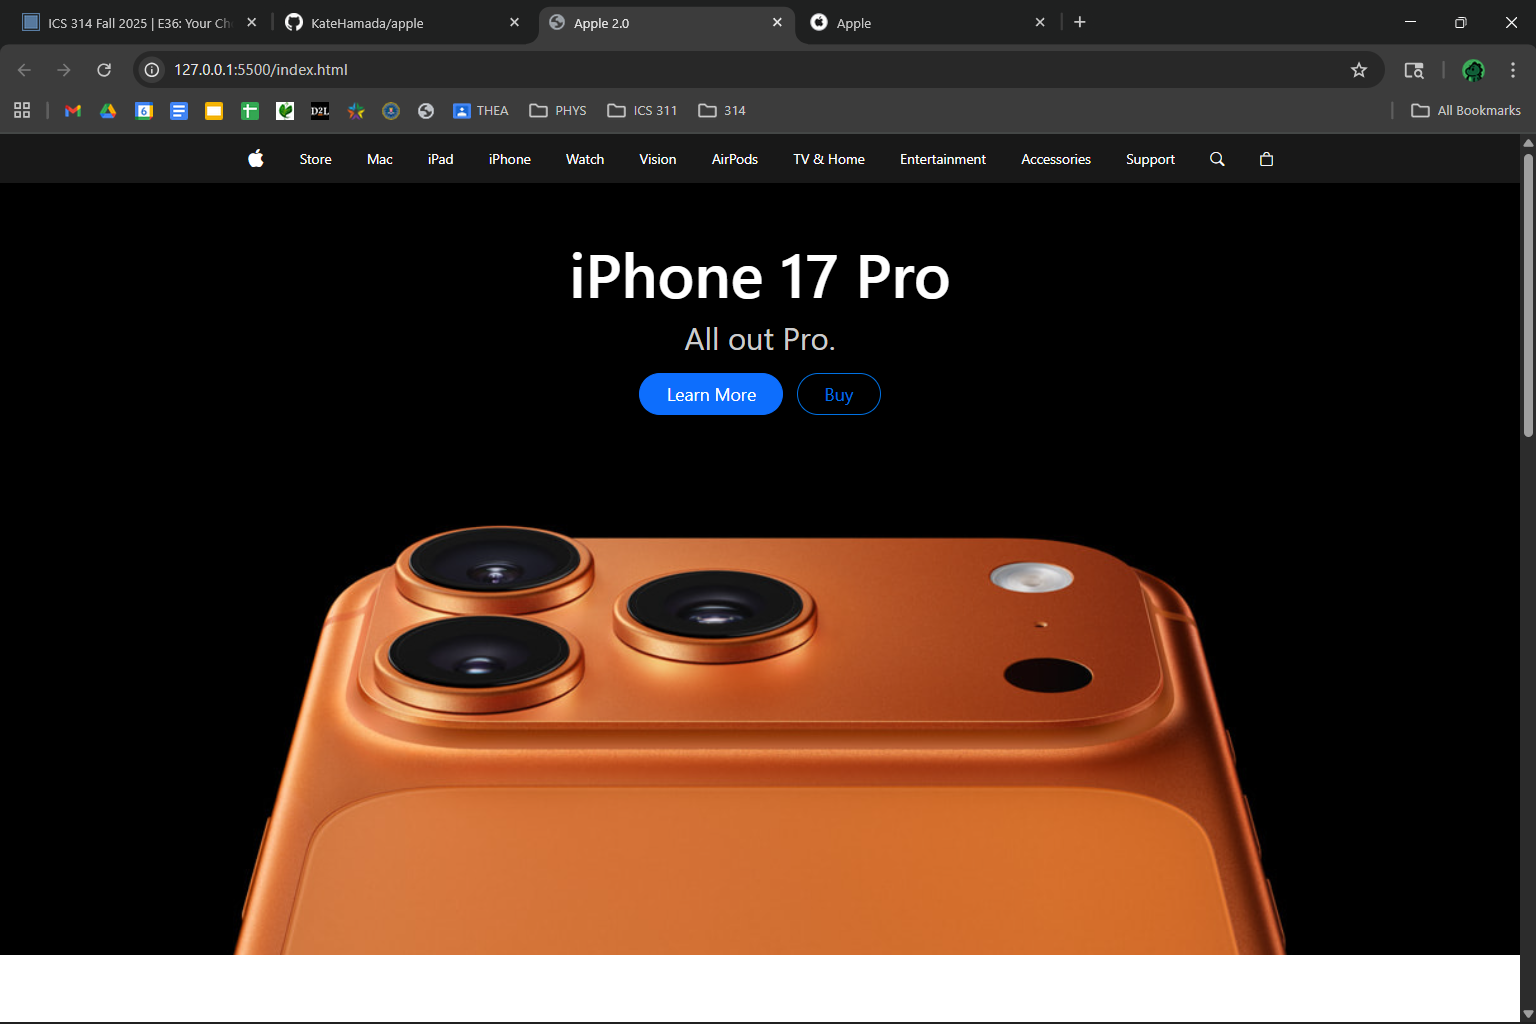 ICS 314 Fall 2025 | E36: Your Ch
KateHamada/apple
Apple 2.0
Apple
127.0.0.1:5500/index.html
6
D2L
THEA
PHYS
ICS 311
314
All Bookmarks
Store
Mac
iPad
iPhone
Watch
Vision
AirPods
TV & Home
Entertainment
Accessories
Support
iPhone 17 Pro
All out Pro.
Learn More
Buy